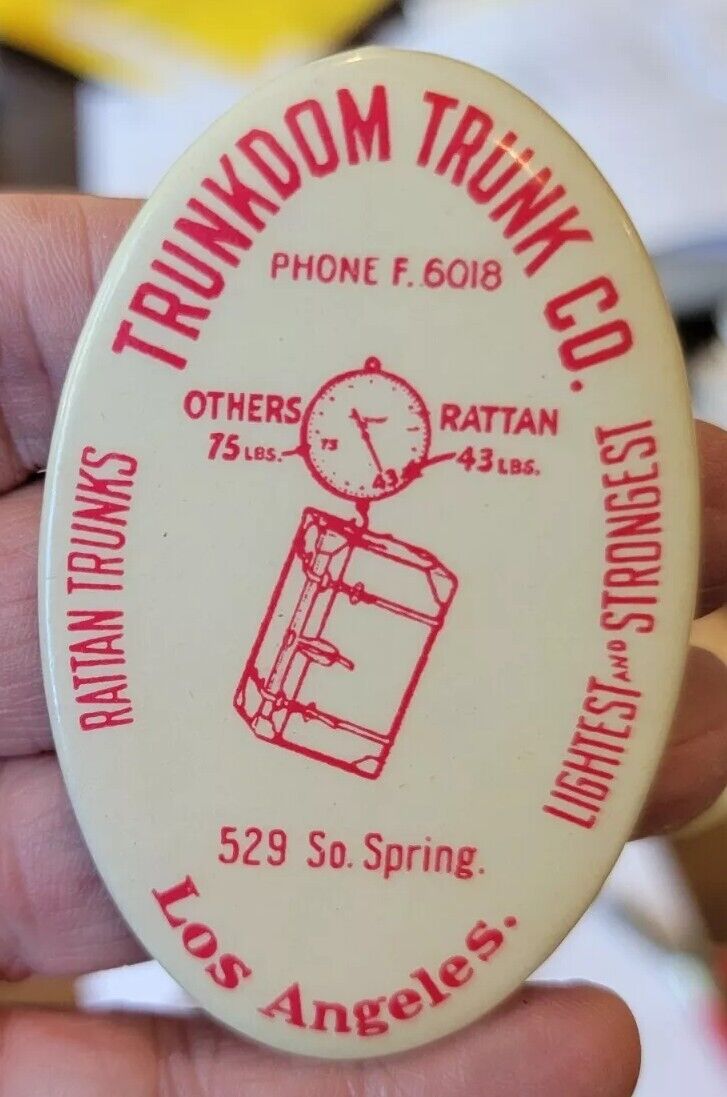 TRUNKDOM TRUNK CO.
PHONE F. 6018
OTHERS
75 LBS.
RATTAN
43 LBS.
73
43
RATTAN TRUNKS
LIGHTEST AND STRONGEST
529 So. Spring.
Los Angeles.